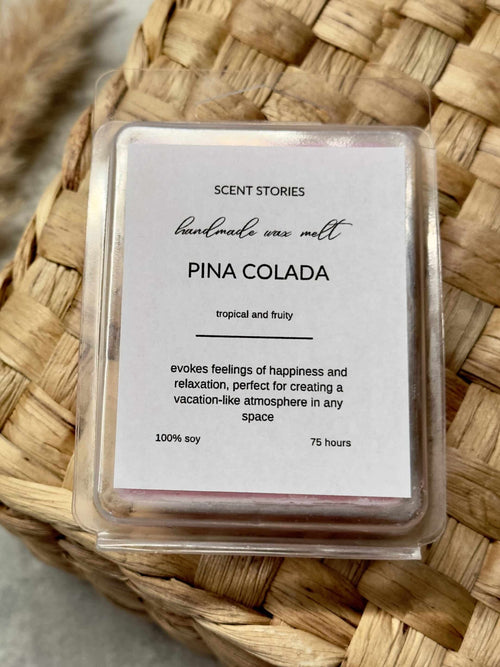 SCENT STORIES
handmade wax melt
PINA COLADA
tropical and fruity
evokes feelings of happiness and
relaxation, perfect for creating a
vacation-like atmosphere in any
space
100% soy 75 hours